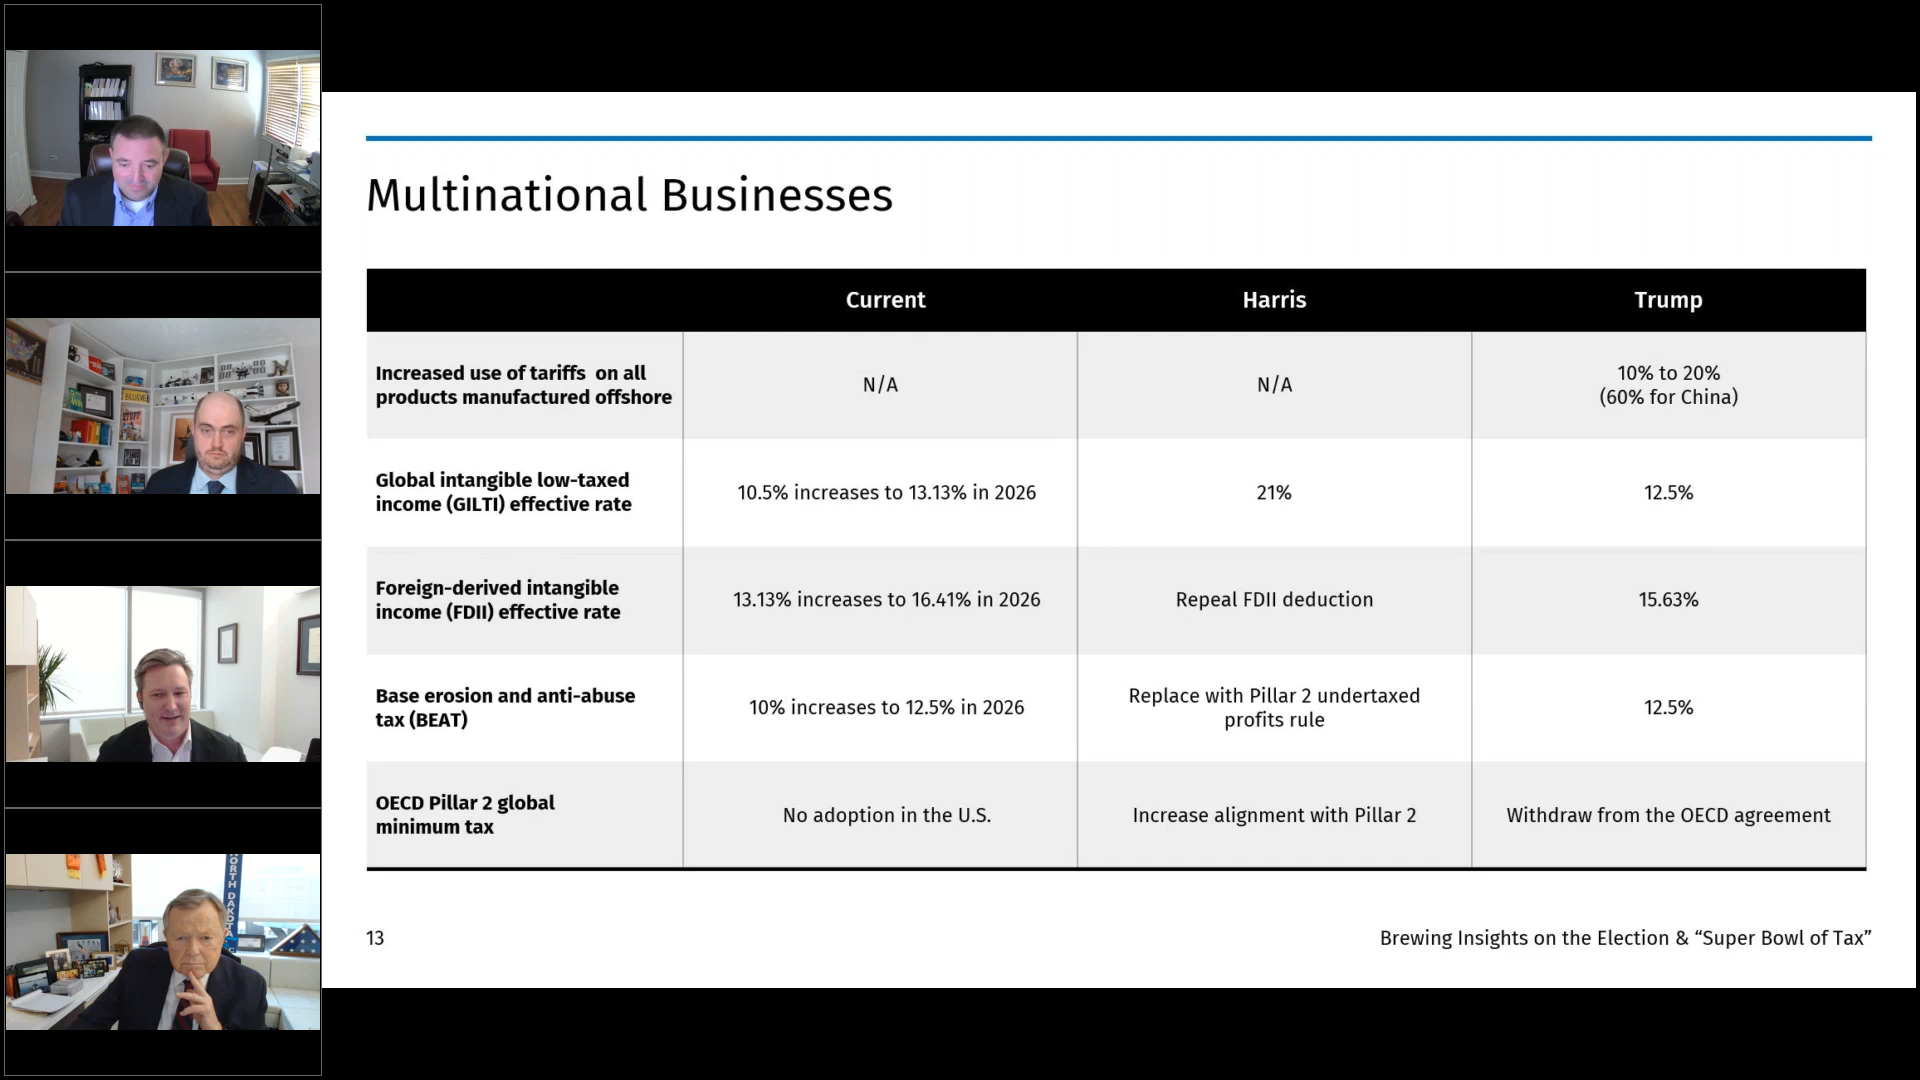 Multinational Businesses
Current
Harris
Trump
Increased use of tariffs on all
products manufactured offshore
N/A
N/A
10% to 20%
(60% for China)
Global intangible low-taxed
income (GILTI) effective rate
10.5% increases to 13.13% in 2026
21%
12.5%
Foreign-derived intangible
income (FDII) effective rate
13.13% increases to 16.41% in 2026
Repeal FDII deduction
15.63%
Base erosion and anti-abuse
tax (BEAT)
10% increases to 12.5% in 2026
Replace with Pillar 2 undertaxed
profits rule
12.5%
OECD Pillar 2 global
minimum tax
No adoption in the U.S.
Increase alignment with Pillar 2
Withdraw from the OECD agreement
13
Brewing Insights on the Election & “Super Bowl of Tax”
BELIEVE
NORTH DAKOTA